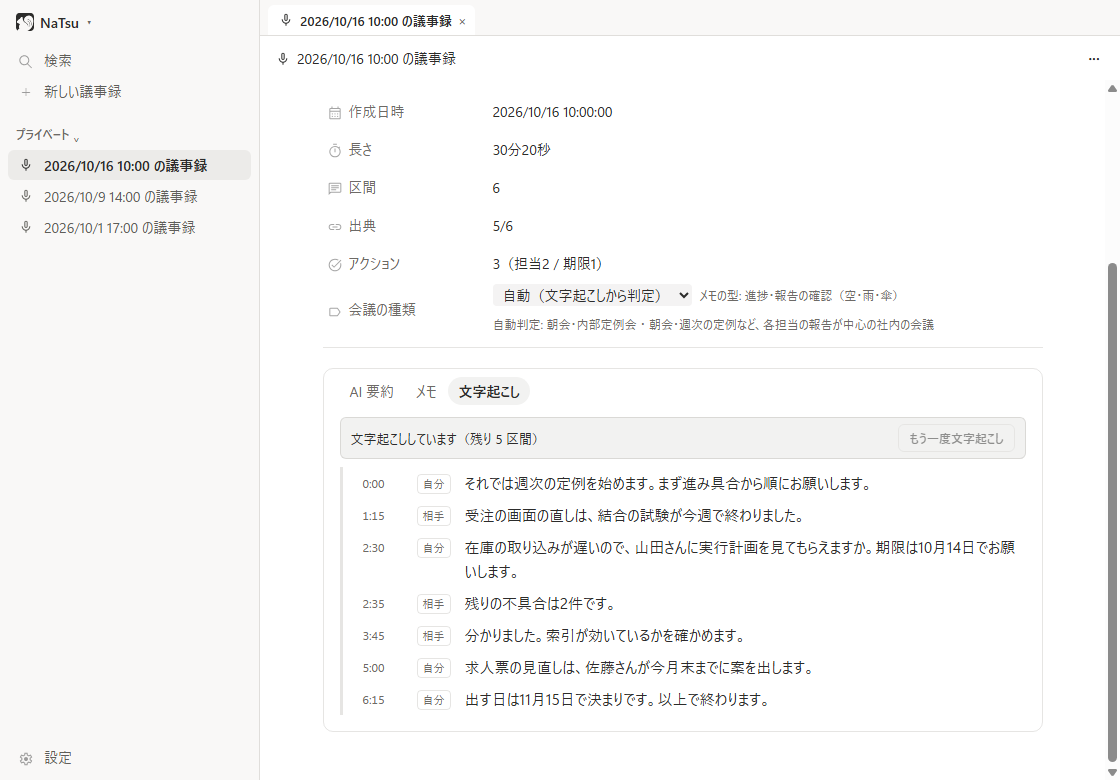 NaTsu
検索
新しい議事録
プライベート
2026/10/16 10:00 の議事録
2026/10/9 14:00 の議事録
2026/10/1 17:00 の議事録
設定
2026/10/16 10:00 の議事録 ×
2026/10/16 10:00 の議事録
作成日時 2026/10/16 10:00:00
長さ 30分20秒
区間 6
出典 5/6
アクション 3（担当2 / 期限1）
会議の種類 自動（文字起こしから判定） メモの型: 進捗・報告の確認（空・雨・傘）
自動判定: 朝会・内部定例会 ・ 朝会・週次の定例など、各担当の報告が中心の社内の会議
AI 要約 メモ 文字起こし
文字起こししています（残り 5 区間） もう一度文字起こし
0:00 自分 それでは週次の定例を始めます。まず進み具合から順にお願いします。
1:15 相手 受注の画面の直しは、結合の試験が今週で終わりました。
2:30 自分 在庫の取り込みが遅いので、山田さんに実行計画を見てもらえますか。期限は10月14日でお願
いします。
2:35 相手 残りの不具合は2件です。
3:45 相手 分かりました。索引が効いているかを確かめます。
5:00 自分 求人票の見直しは、佐藤さんが今月末までに案を出します。
6:15 自分 出す日は11月15日で決まりです。以上で終わります。